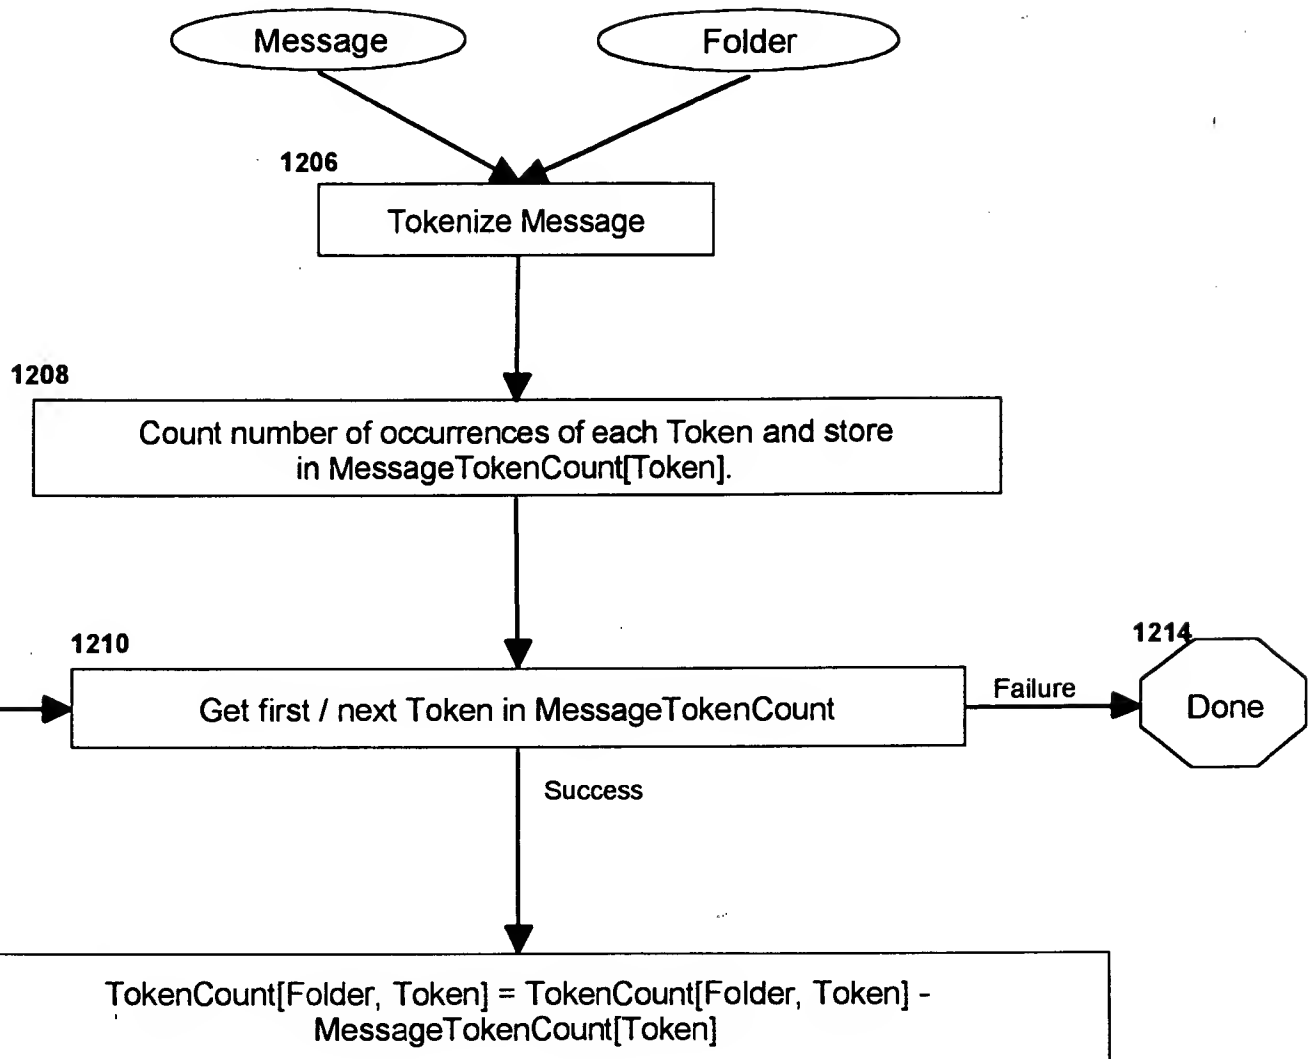 Message
Folder
1206
Tokenize Message
1208
Count number of occurrences of each Token and store
in MessageTokenCount[Token].
1210
1214
Get first / next Token in MessageTokenCount
Failure
Done
Success
TokenCount[Folder, Token] = TokenCount[Folder, Token] -
MessageTokenCount[Token]